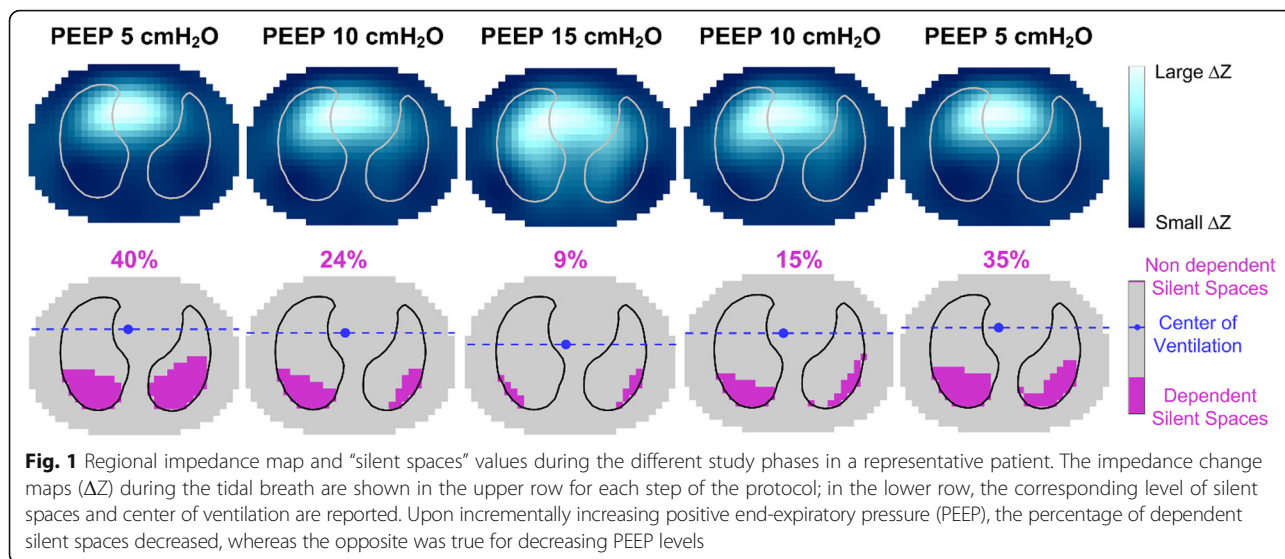 PEEP 5 cmH₂O PEEP 10 cmH₂O PEEP 15 cmH₂O PEEP 10 cmH₂O PEEP 5 cmH₂O
Large ΔZ
Small ΔZ
40% 24% 9% 15% 35%
Non dependent
Silent Spaces
Center of
Ventilation
Dependent
Silent Spaces
Fig. 1 Regional impedance map and “silent spaces” values during the different study phases in a representative patient. The impedance change
maps (ΔZ) during the tidal breath are shown in the upper row for each step of the protocol; in the lower row, the corresponding level of silent
spaces and center of ventilation are reported. Upon incrementally increasing positive end-expiratory pressure (PEEP), the percentage of dependent
silent spaces decreased, whereas the opposite was true for decreasing PEEP levels